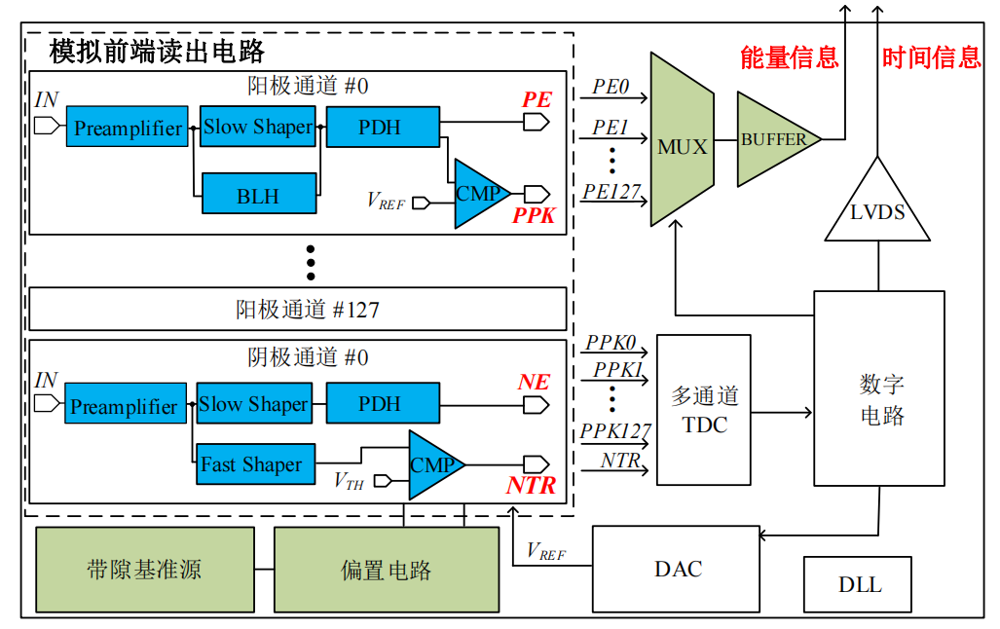 模拟前端读出电路
阳极通道 #0
IN
Preamplifier
Slow Shaper
PDH
PE
BLH
VREF
CMP
PPK
阳极通道 #127
阴极通道 #0
IN
Preamplifier
Slow Shaper
PDH
NE
Fast Shaper
VTH
CMP
NTR
带隙基准源
偏置电路
PE0
PE1
PE127
MUX
BUFFER
能量信息
时间信息
LVDS
PPK0
PPK1
PPK127
NTR
多通道
TDC
数字
电路
VREF
DAC
DLL